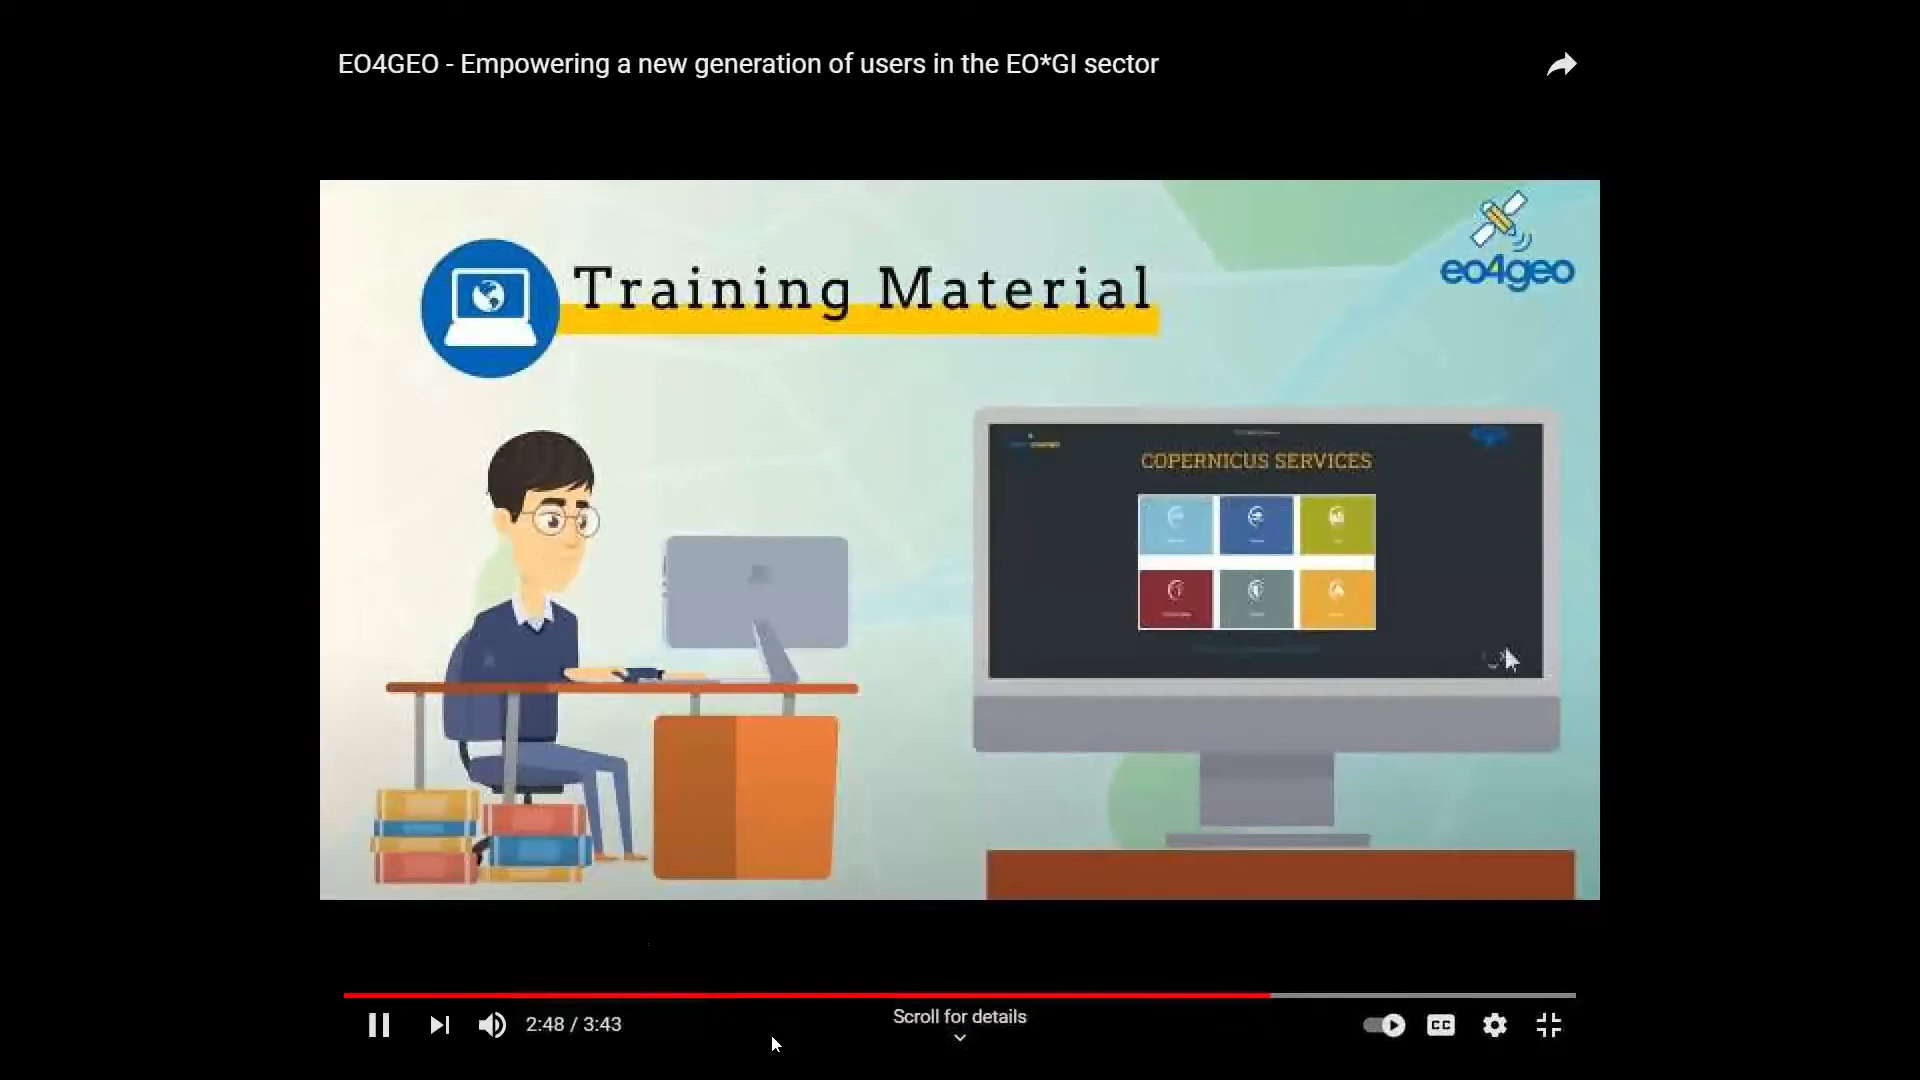 EO4GEO - Empowering a new generation of users in the EO*GI sector
eo4geo
Training Material
COPERNICUS SERVICES
2:48 / 3:43
Scroll for details
CC